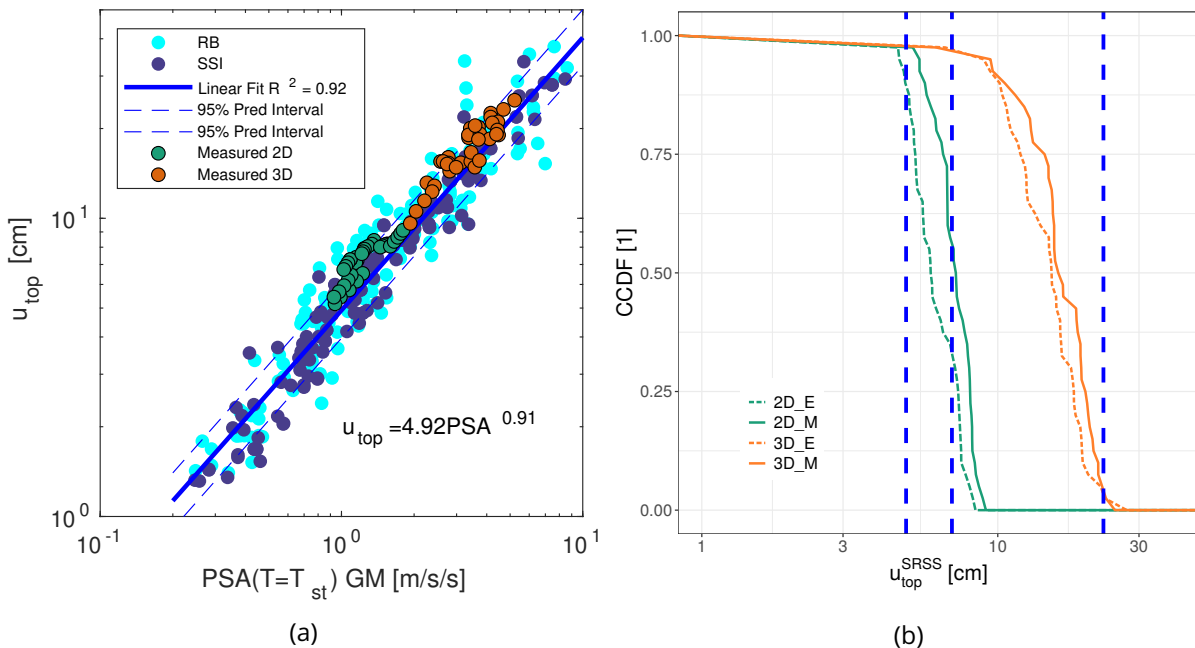 RB
SSI
Linear Fit R 2 = 0.92
95% Pred Interval
95% Pred Interval
Measured 2D
Measured 3D
u top =4.92PSA 0.91
10 1
10 0
u top [cm]
10 -1
10 0
10 1
PSA(T=T st ) GM [m/s/s]
(a)
1.00
0.75
0.50
0.25
0.00
CCDF [1]
2D_E
2D_M
3D_E
3D_M
1
3
10
30
u top SRSS [cm]
(b)